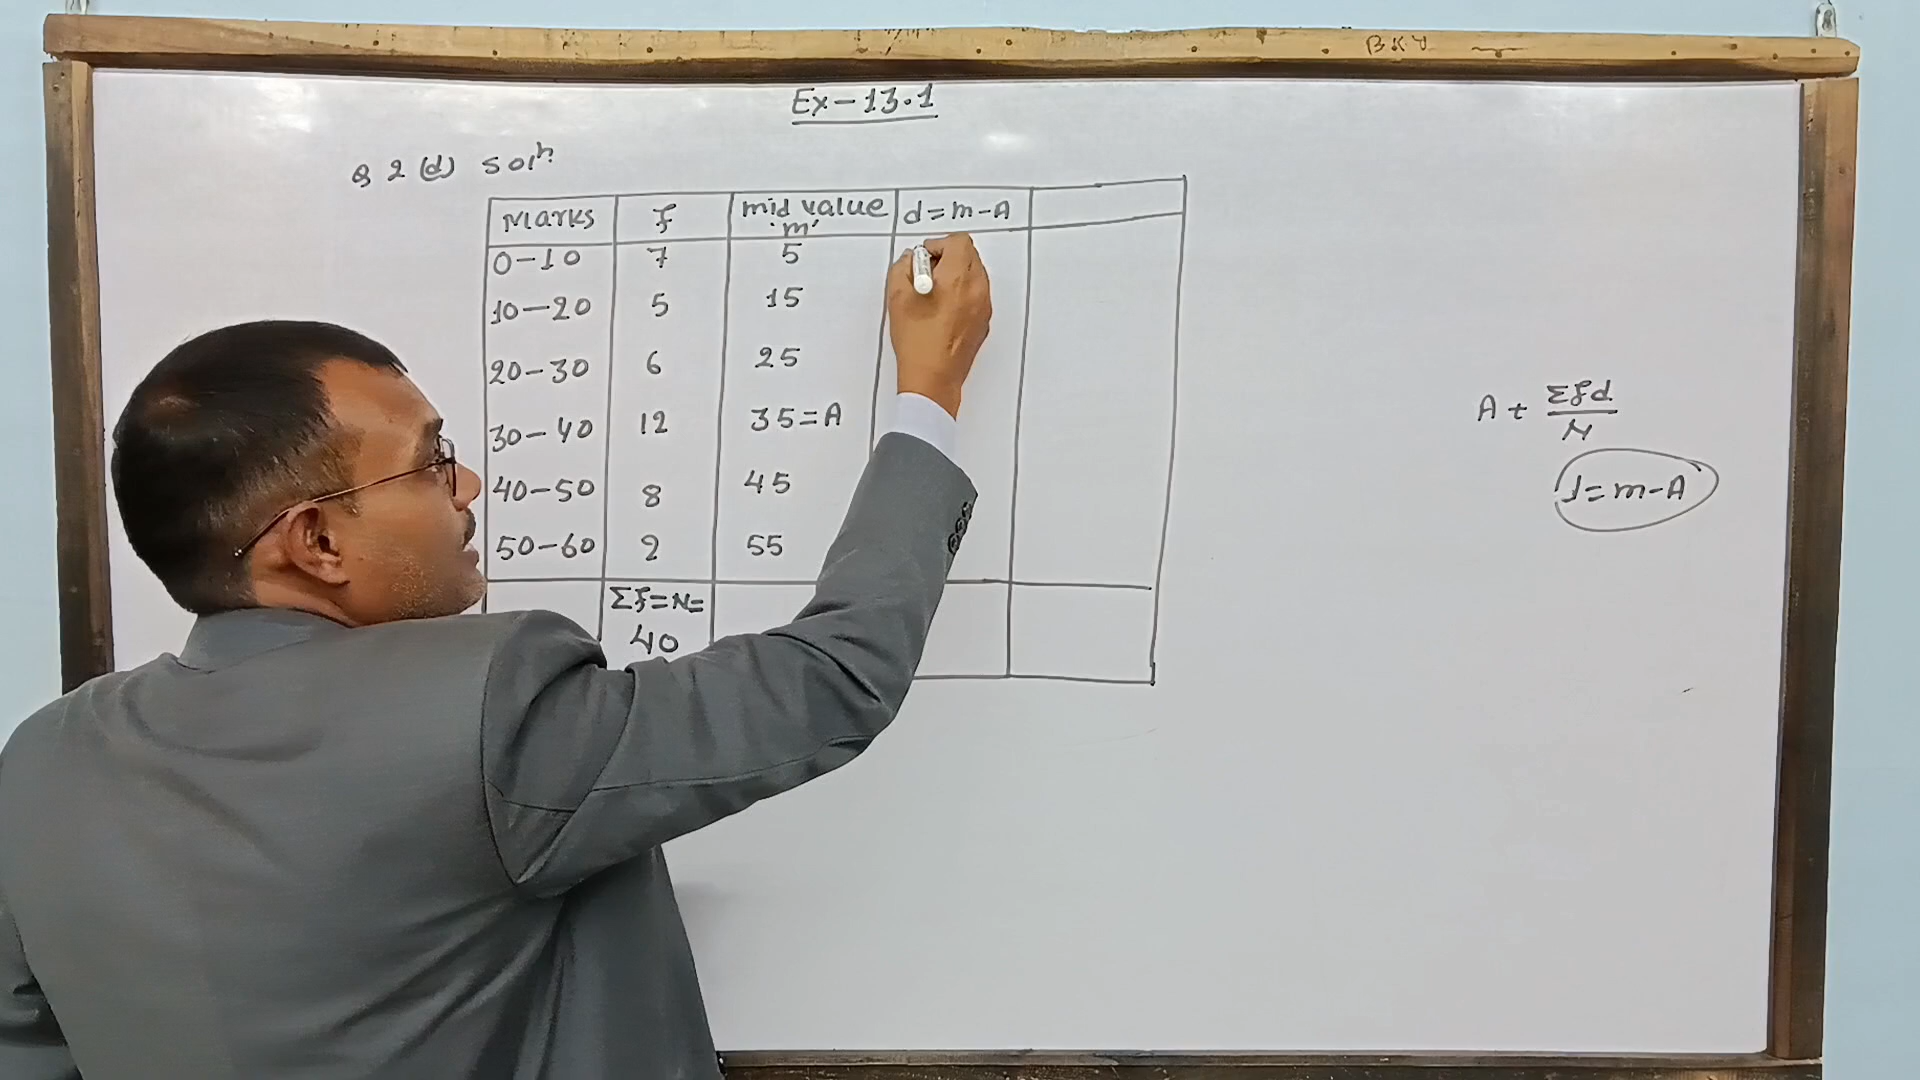 BKY
Ex-13.1
Q 2 (d) Soln
Marks f mid value 'm' d=m-A
0-10 7 5
10-20 5 15
20-30 6 25
30-40 12 35=A
40-50 8 45
50-60 2 55
Σf=N=
40
A + Σfd/N
d=m-A